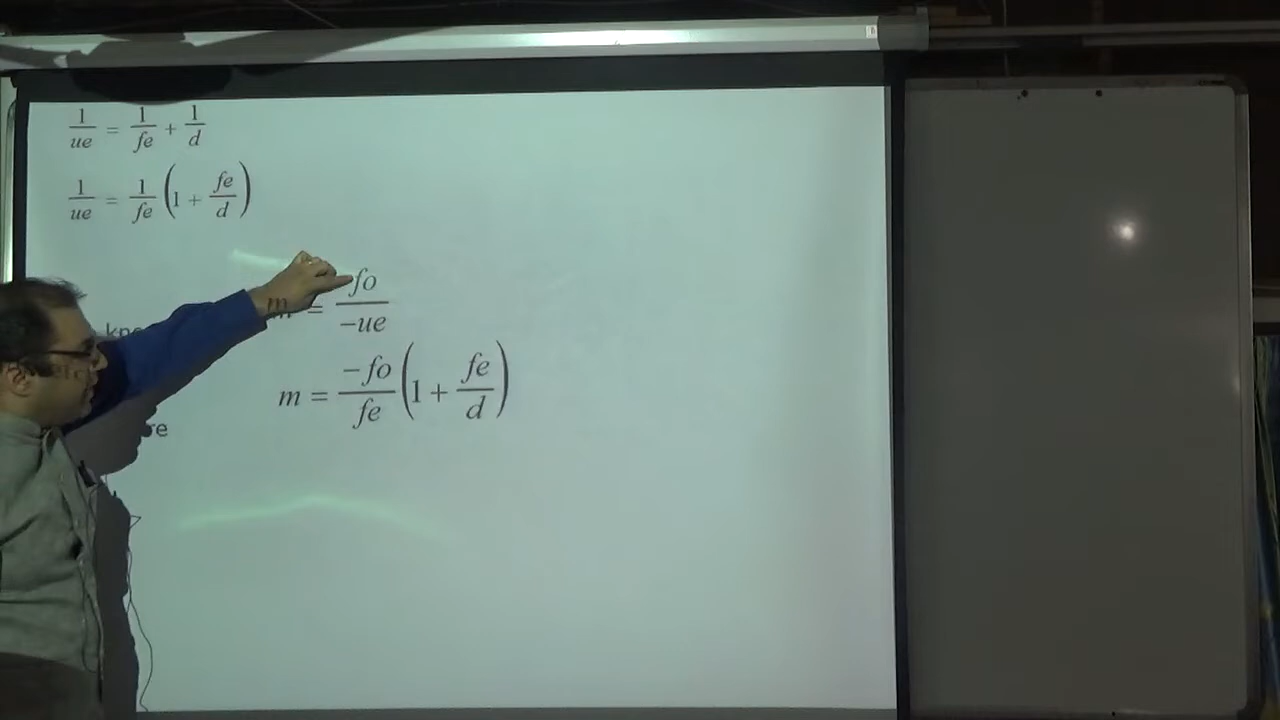 1/ue = 1/fe + 1/d
1/ue = 1/fe (1 + fe/d)
m = fo/−ue
m = −fo/fe (1 + fe/d)